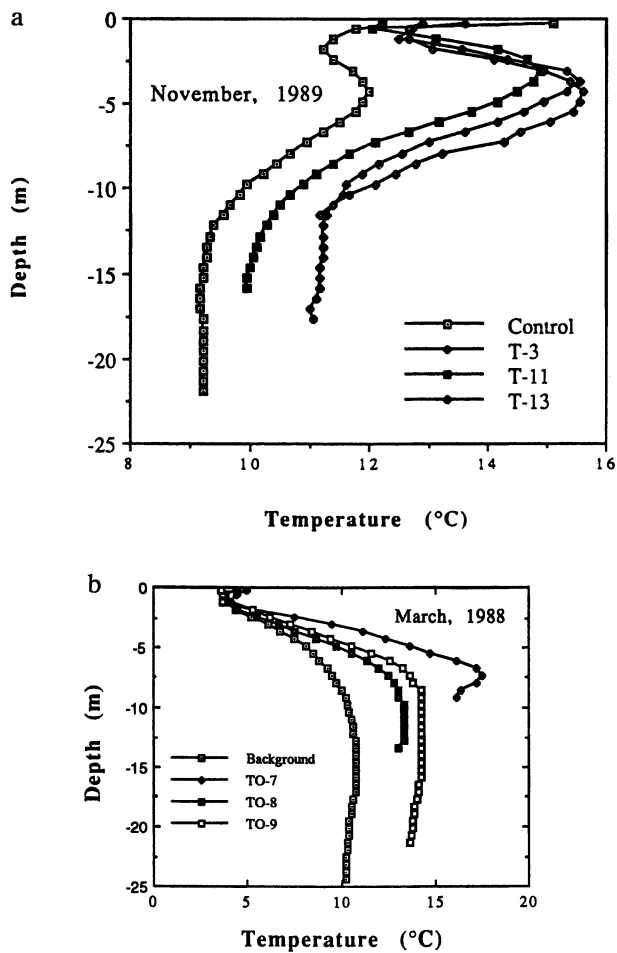 a
0
-5
-10
-15
-20
-25
Depth (m)
November, 1989
Control
T-3
T-11
T-13
8
10
12
14
16
Temperature (°C)
b
0
-5
-10
-15
-20
-25
Depth (m)
March, 1988
Background
TO-7
TO-8
TO-9
0
5
10
15
20
Temperature (°C)